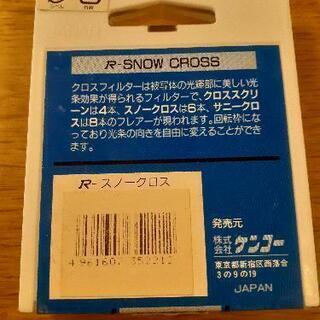 R-SNOW CROSS
クロスフィルターは被写体の光輝部に美しい光
条効果が得られるフィルターで、クロススクリ
ーンは4本、スノークロスは6本、サニークロ
スは8本のフレアーが現われます。回転枠にな
っており光条の向きを自由に変えることができ
ます。
R-スノークロス
発売元
株式会社ケンコー
東京都新宿区西落合
3の9の19
JAPAN